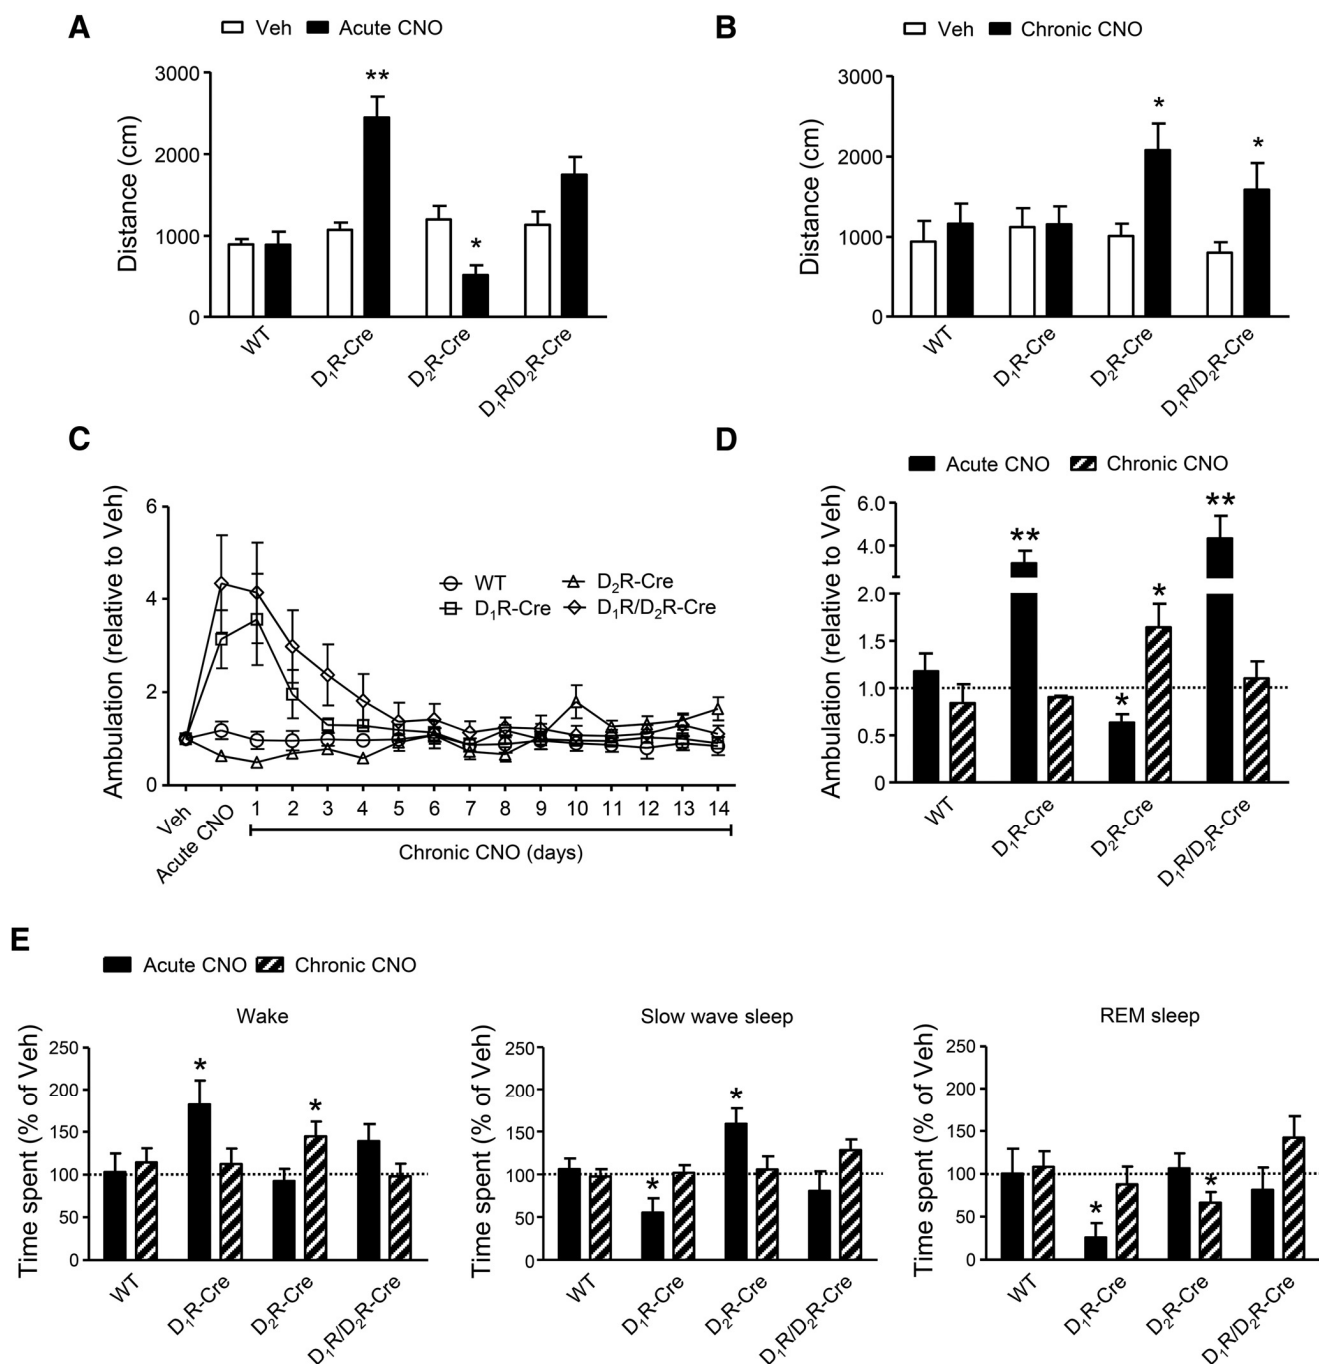 A
Veh Acute CNO
Distance (cm)
3000
2000
1000
0
**
*
WT
D₁R-Cre
D₂R-Cre
D₁R/D₂R-Cre
B
Veh Chronic CNO
Distance (cm)
3000
2000
1000
0
*
*
WT
D₁R-Cre
D₂R-Cre
D₁R/D₂R-Cre
C
Ambulation (relative to Veh)
6
4
2
0
WT D₂R-Cre
D₁R-Cre D₁R/D₂R-Cre
Veh Acute CNO 1 2 3 4 5 6 7 8 9 10 11 12 13 14
Chronic CNO (days)
D
Acute CNO Chronic CNO
Ambulation (relative to Veh)
6.0
4.0
2.0
1.5
1.0
0.5
0
**
*
*
**
WT
D₁R-Cre
D₂R-Cre
D₁R/D₂R-Cre
E
Acute CNO Chronic CNO
Wake
Time spent (% of Veh)
250
200
150
100
50
0
*
*
WT
D₁R-Cre
D₂R-Cre
D₁R/D₂R-Cre
Slow wave sleep
Time spent (% of Veh)
250
200
150
100
50
0
*
*
WT
D₁R-Cre
D₂R-Cre
D₁R/D₂R-Cre
REM sleep
Time spent (% of Veh)
250
200
150
100
50
0
*
*
WT
D₁R-Cre
D₂R-Cre
D₁R/D₂R-Cre